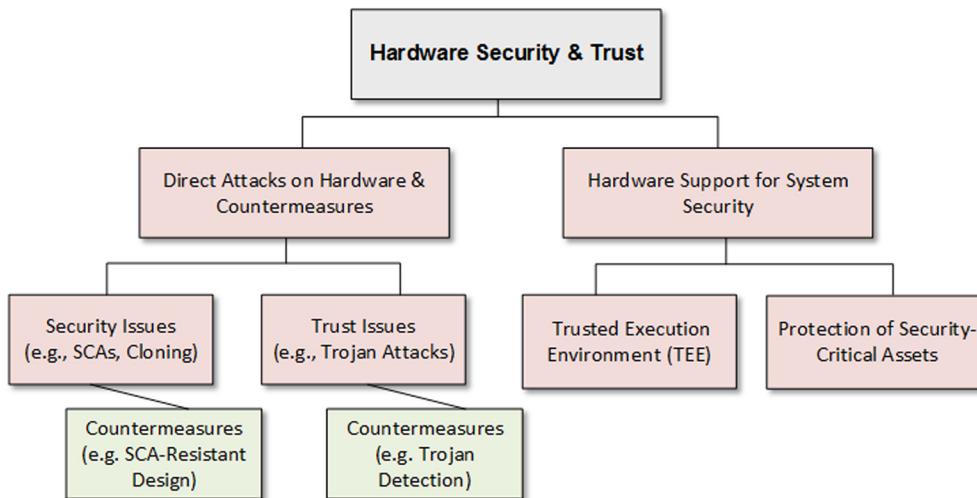 Hardware Security & Trust
Direct Attacks on Hardware &
Countermeasures
Hardware Support for System
Security
Security Issues
(e.g., SCAs, Cloning)
Trust Issues
(e.g., Trojan Attacks)
Trusted Execution
Environment (TEE)
Protection of Security-
Critical Assets
Countermeasures
(e.g. SCA-Resistant
Design)
Countermeasures
(e.g. Trojan
Detection)